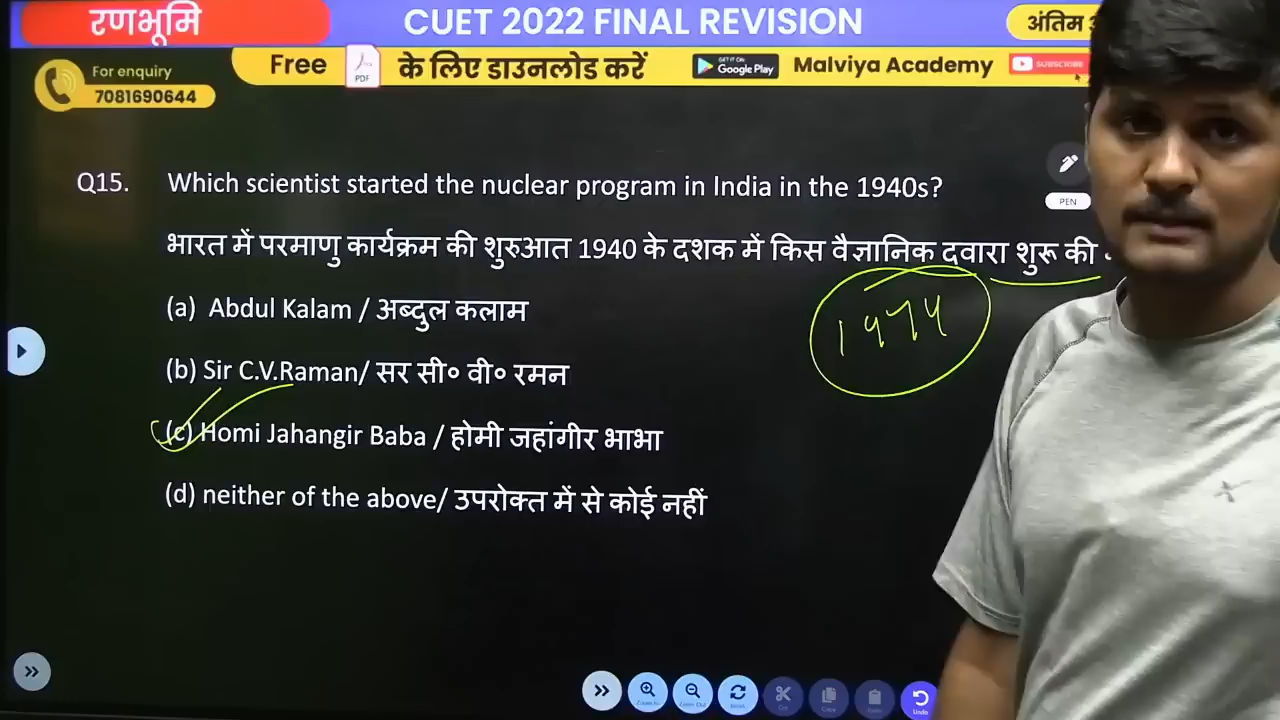 रणभूमि
CUET 2022 FINAL REVISION
अंतिम
For enquiry
7081690644
Free
PDF
के लिए डाउनलोड करें
GET IT ON
Google Play
Malviya Academy
SUBSCRIBE
PEN
Q15. Which scientist started the nuclear program in India in the 1940s?
भारत में परमाणु कार्यक्रम की शुरुआत 1940 के दशक में किस वैज्ञानिक दवारा शुरू की
1974
(a) Abdul Kalam / अब्दुल कलाम
(b) Sir C.V.Raman/ सर सी० वी० रमन
(c) Homi Jahangir Baba / होमी जहांगीर भाभा
(d) neither of the above/ उपरोक्त में से कोई नहीं
Undo